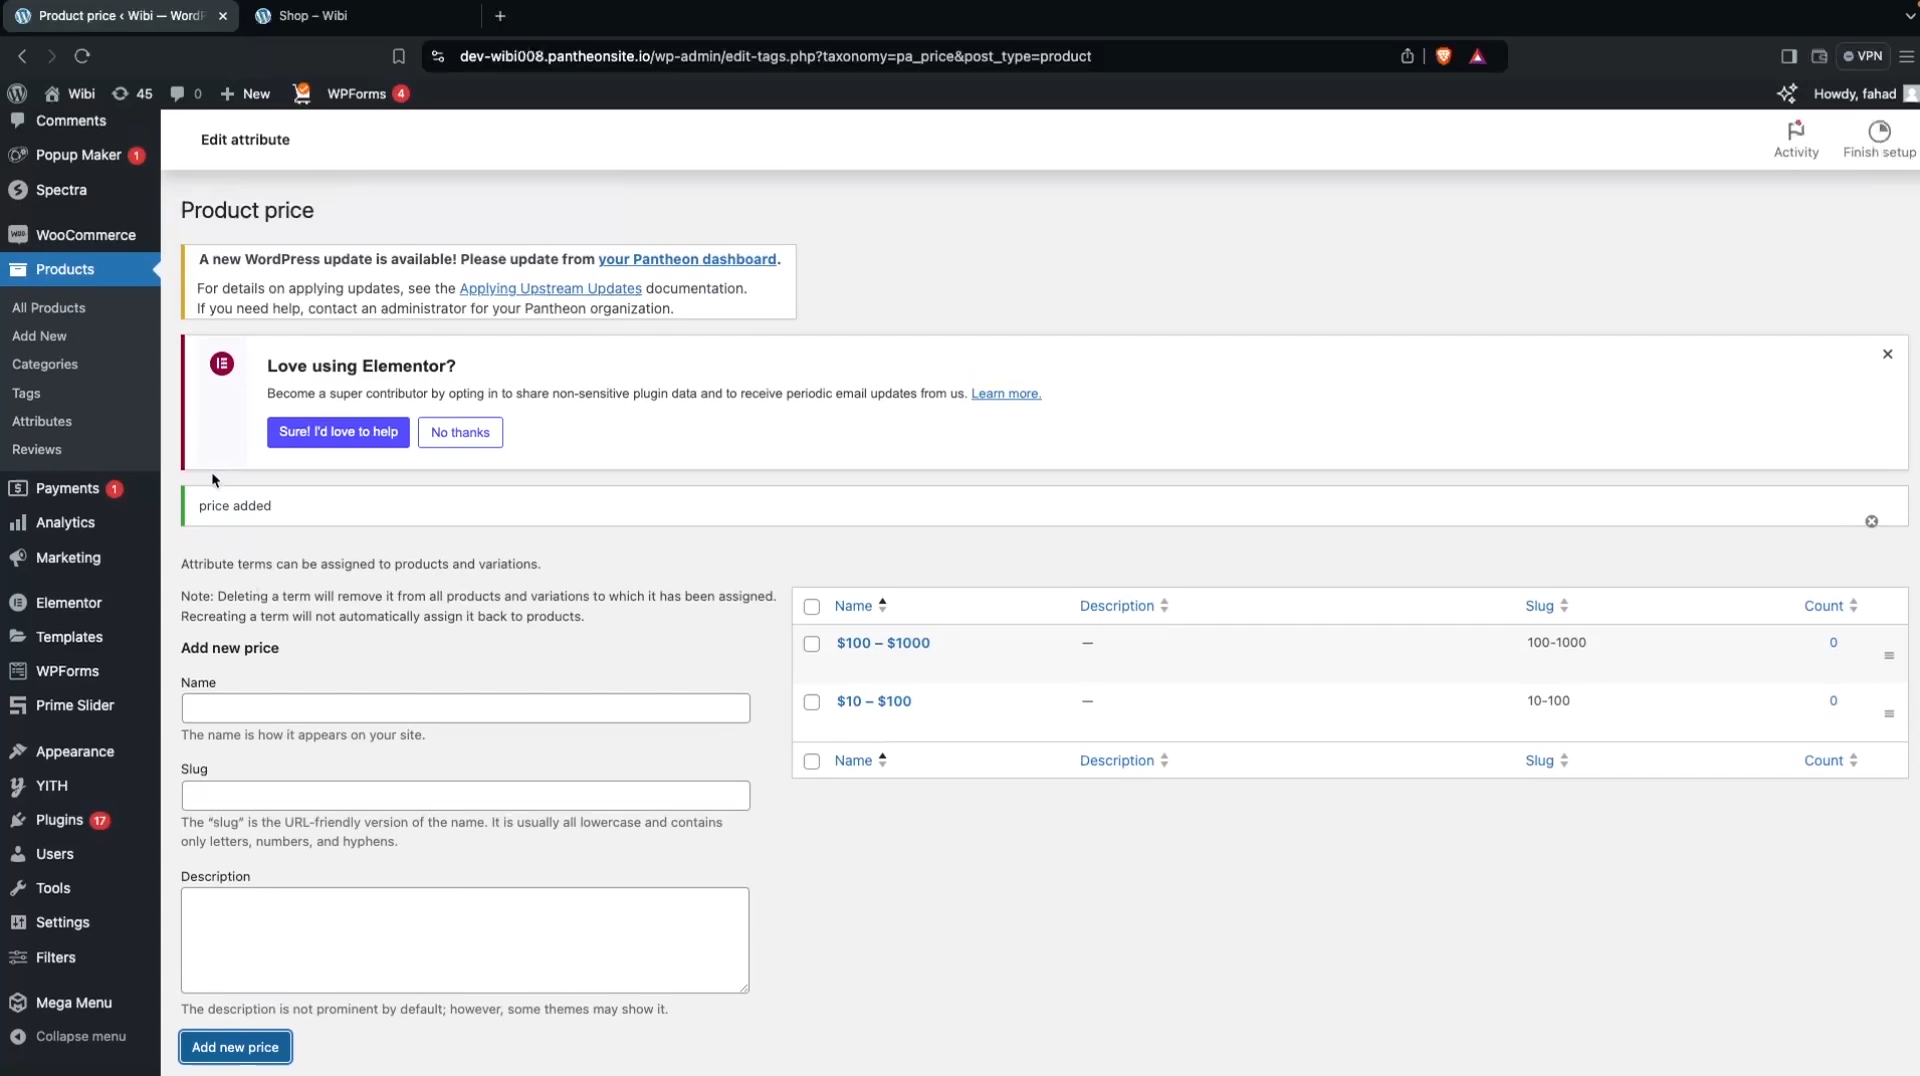 Product price ‹ Wibi — WordP
Shop – Wibi
dev-wibi008.pantheonsite.io/wp-admin/edit-tags.php?taxonomy=pa_price&post_type=product
VPN
Wibi
45
0
New
WPForms 4
Howdy, fahad
Comments
Popup Maker 1
Spectra
WooCommerce
Products
All Products
Add New
Categories
Tags
Attributes
Reviews
Payments 1
Analytics
Marketing
Elementor
Templates
WPForms
Prime Slider
Appearance
YITH
Plugins 17
Users
Tools
Settings
Filters
Mega Menu
Collapse menu
Edit attribute
Activity
Finish setup
Product price
A new WordPress update is available! Please update from your Pantheon dashboard.
For details on applying updates, see the Applying Upstream Updates documentation.
If you need help, contact an administrator for your Pantheon organization.
Love using Elementor?
Become a super contributor by opting in to share non-sensitive plugin data and to receive periodic email updates from us. Learn more.
Sure! I'd love to help
No thanks
price added
Attribute terms can be assigned to products and variations.
Note: Deleting a term will remove it from all products and variations to which it has been assigned.
Recreating a term will not automatically assign it back to products.
Add new price
Name
The name is how it appears on your site.
Slug
The “slug” is the URL-friendly version of the name. It is usually all lowercase and contains
only letters, numbers, and hyphens.
Description
The description is not prominent by default; however, some themes may show it.
Add new price
Name Description Slug Count
$100 – $1000 — 100-1000 0
$10 – $100 — 10-100 0
Name Description Slug Count